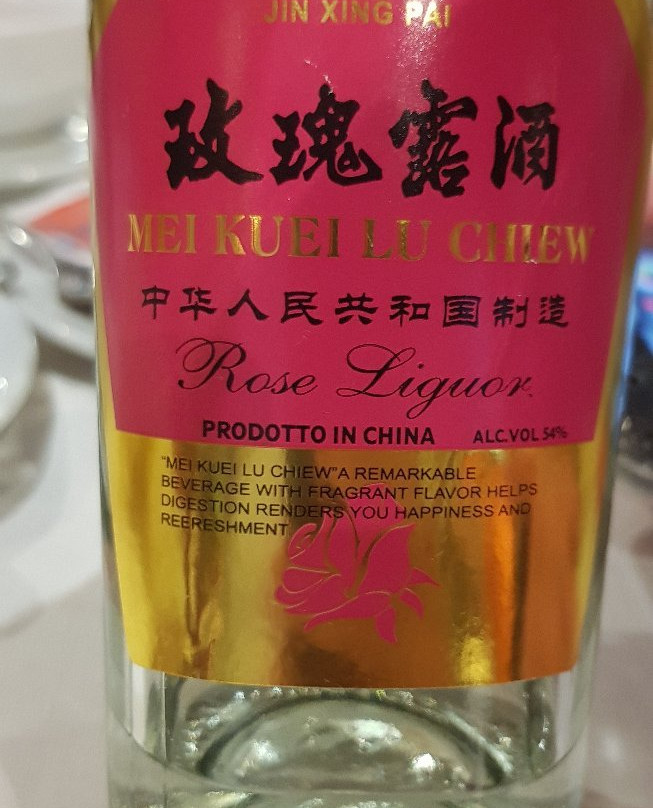 JIN XING PAI
玫瑰露酒
MEI KUEI LU CHIEW
中华人民共和国制造
Rose Liguor.
PRODOTTO IN CHINA ALC.VOL 54%
“MEI KUEI LU CHIEW”A REMARKABLE
BEVERAGE WITH FRAGRANT FLAVOR HELPS
DIGESTION RENDERS YOU HAPPINESS AND
REERESHMENT